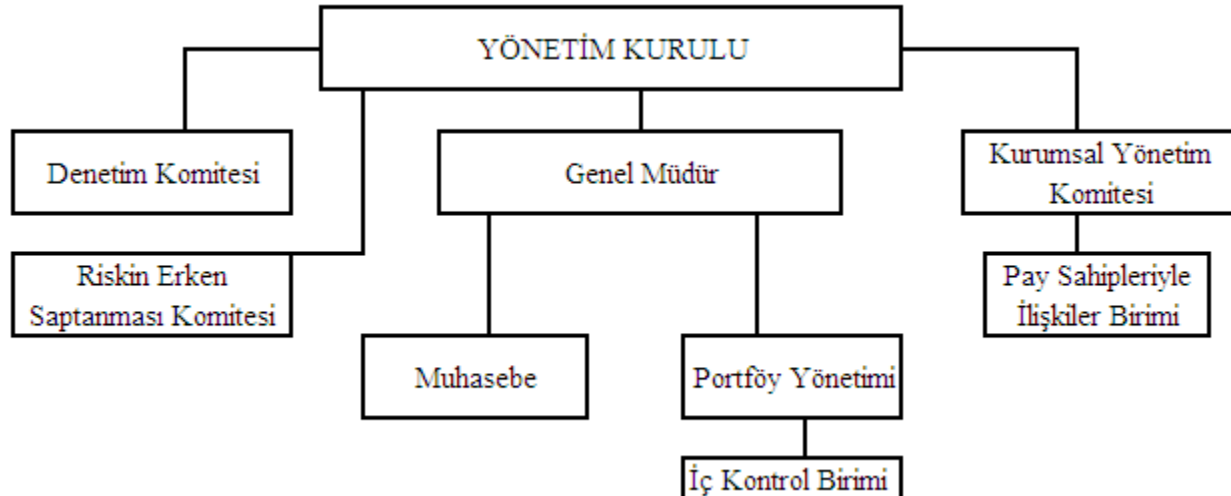 YÖNETİM KURULU
Denetim Komitesi
Genel Müdür
Kurumsal Yönetim
Komitesi
Riskin Erken
Saptanması Komitesi
Pay Sahipleriyle
İlişkiler Birimi
Muhasebe
Portföy Yönetimi
İç Kontrol Birimi